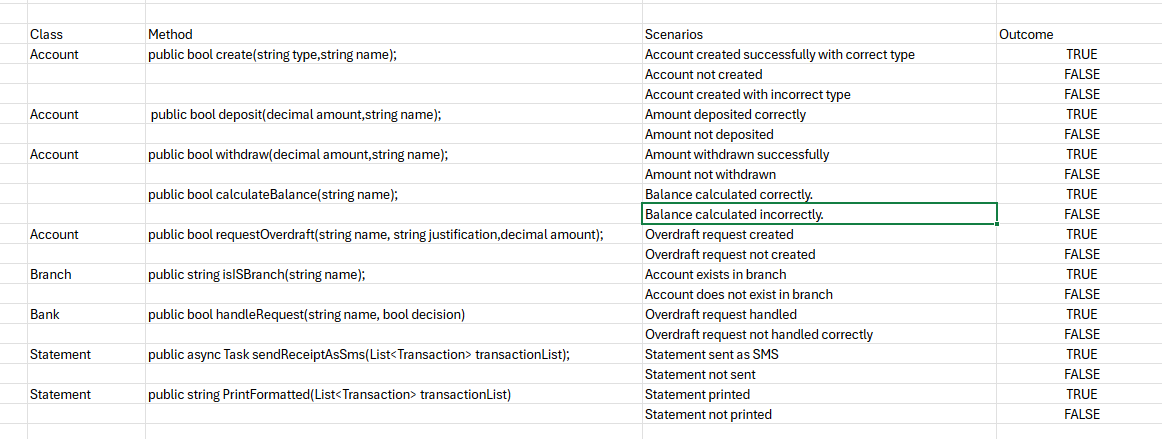 Class Method Scenarios Outcome
Account public bool create(string type,string name); Account created successfully with correct type TRUE
Account not created FALSE
Account created with incorrect type FALSE
Account public bool deposit(decimal amount,string name); Amount deposited correctly TRUE
Amount not deposited FALSE
Account public bool withdraw(decimal amount,string name); Amount withdrawn successfully TRUE
Amount not withdrawn FALSE
public bool calculateBalance(string name); Balance calculated correctly. TRUE
Balance calculated incorrectly. FALSE
Account public bool requestOverdraft(string name, string justification,decimal amount); Overdraft request created TRUE
Overdraft request not created FALSE
Branch public string isISBranch(string name); Account exists in branch TRUE
Account does not exist in branch FALSE
Bank public bool handleRequest(string name, bool decision) Overdraft request handled TRUE
Overdraft request not handled correctly FALSE
Statement public async Task sendReceiptAsSms(List<Transaction> transactionList); Statement sent as SMS TRUE
Statement not sent FALSE
Statement public string PrintFormatted(List<Transaction> transactionList) Statement printed TRUE
Statement not printed FALSE